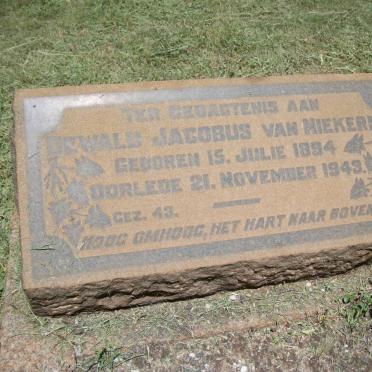 TER GEDAGTENIS AAN
DEWALD JACOBUS VAN NIEKERK
GEBOREN 15. JULIE 1894
OORLEDE 21. NOVEMBER 1943.
GEZ. 43.
HOOG OMHOOG, HET HART NAAR BOVEN